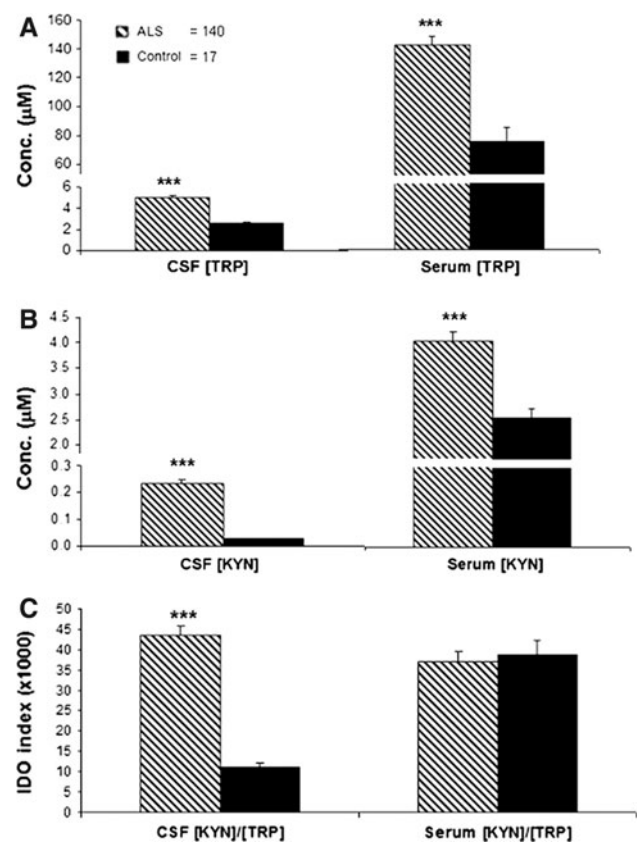 A
160
140
120
100
80
60
6
4
2
0
Conc. (µM)
ALS = 140
Control = 17
***
***
CSF [TRP]
Serum [TRP]
B
4.5
4.0
3.5
3.0
2.5
2.0
0.3
0.2
0.1
0.0
Conc. (µM)
***
***
CSF [KYN]
Serum [KYN]
C
50
45
40
35
30
25
20
15
10
5
0
IDO index (x1000)
***
CSF [KYN]/[TRP]
Serum [KYN]/[TRP]